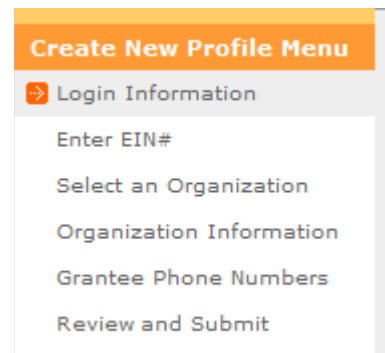 Create New Profile Menu
Login Information
Enter EIN#
Select an Organization
Organization Information
Grantee Phone Numbers
Review and Submit